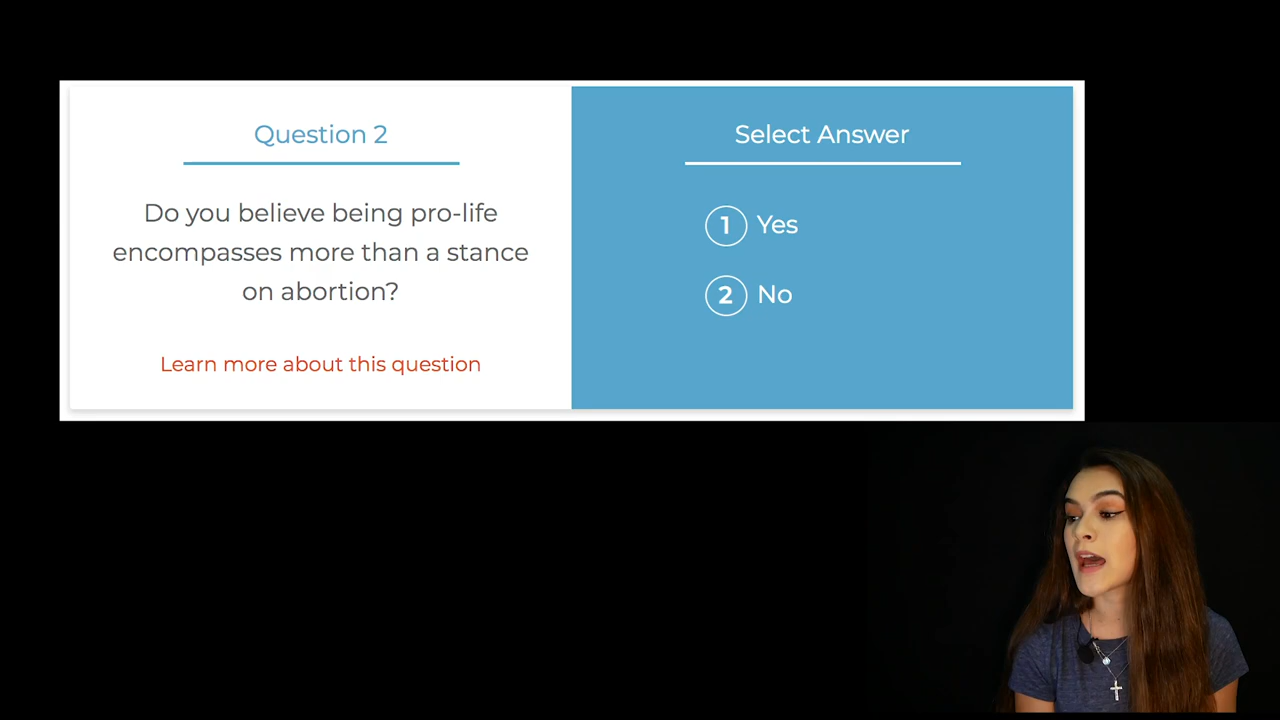 Question 2
Do you believe being pro-life
encompasses more than a stance
on abortion?
Learn more about this question
Select Answer
1 Yes
2 No